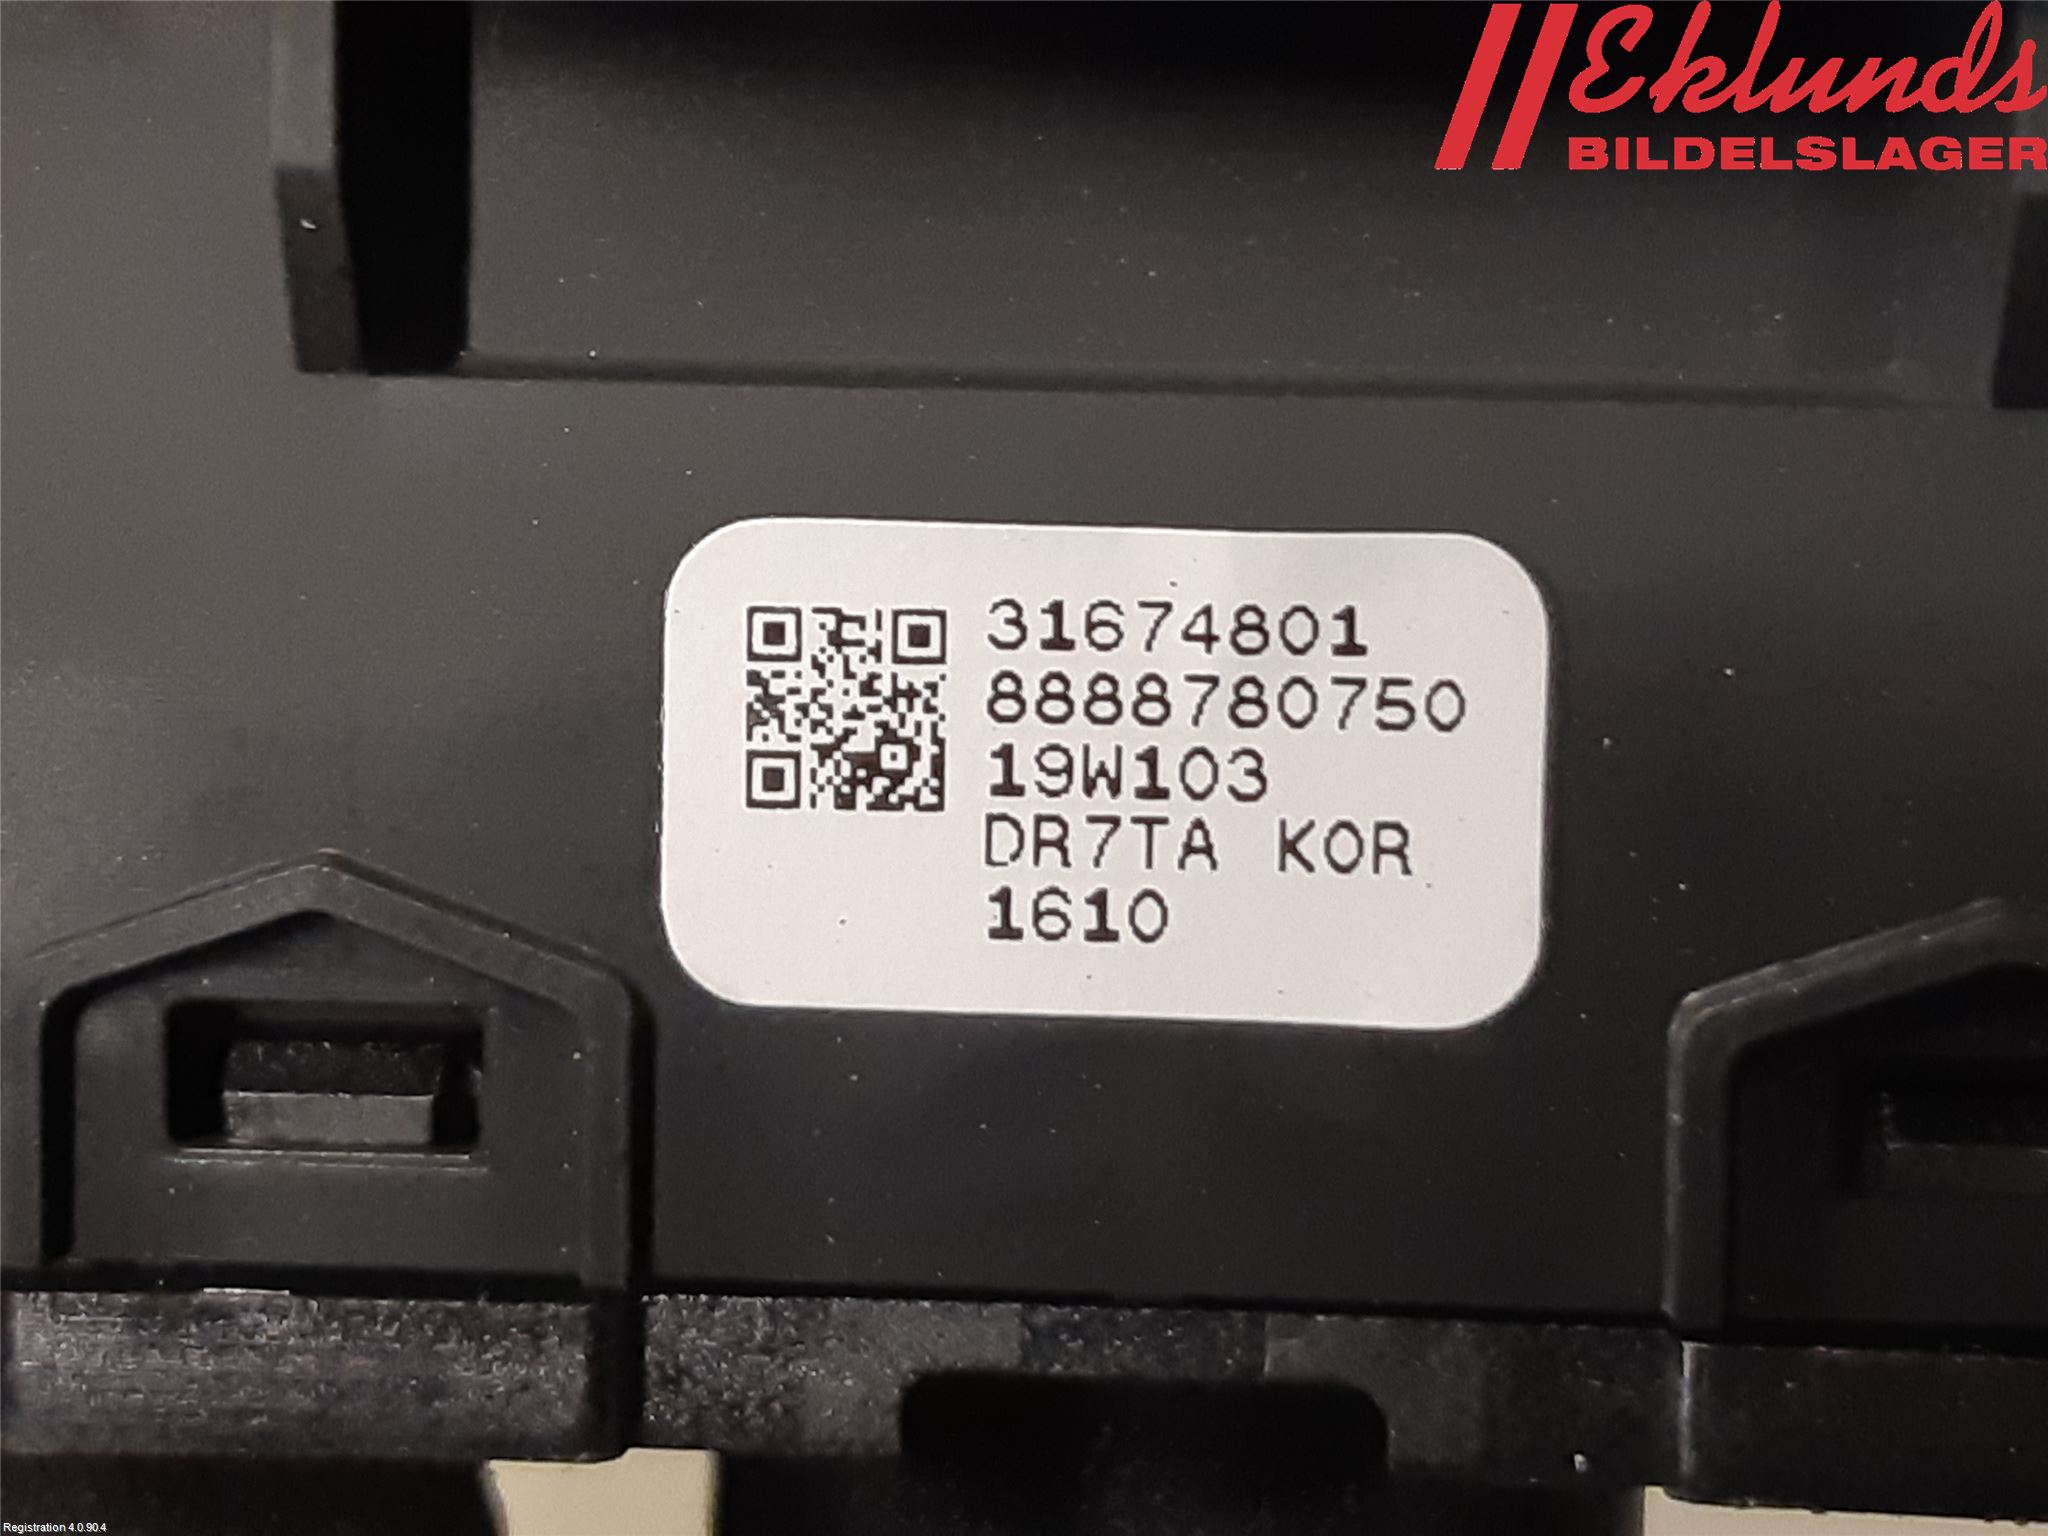 Eklunds
BILDELSLAGER
31674801
8888780750
19W103
DR7TA KOR
1610
Registration 4.0.90.4